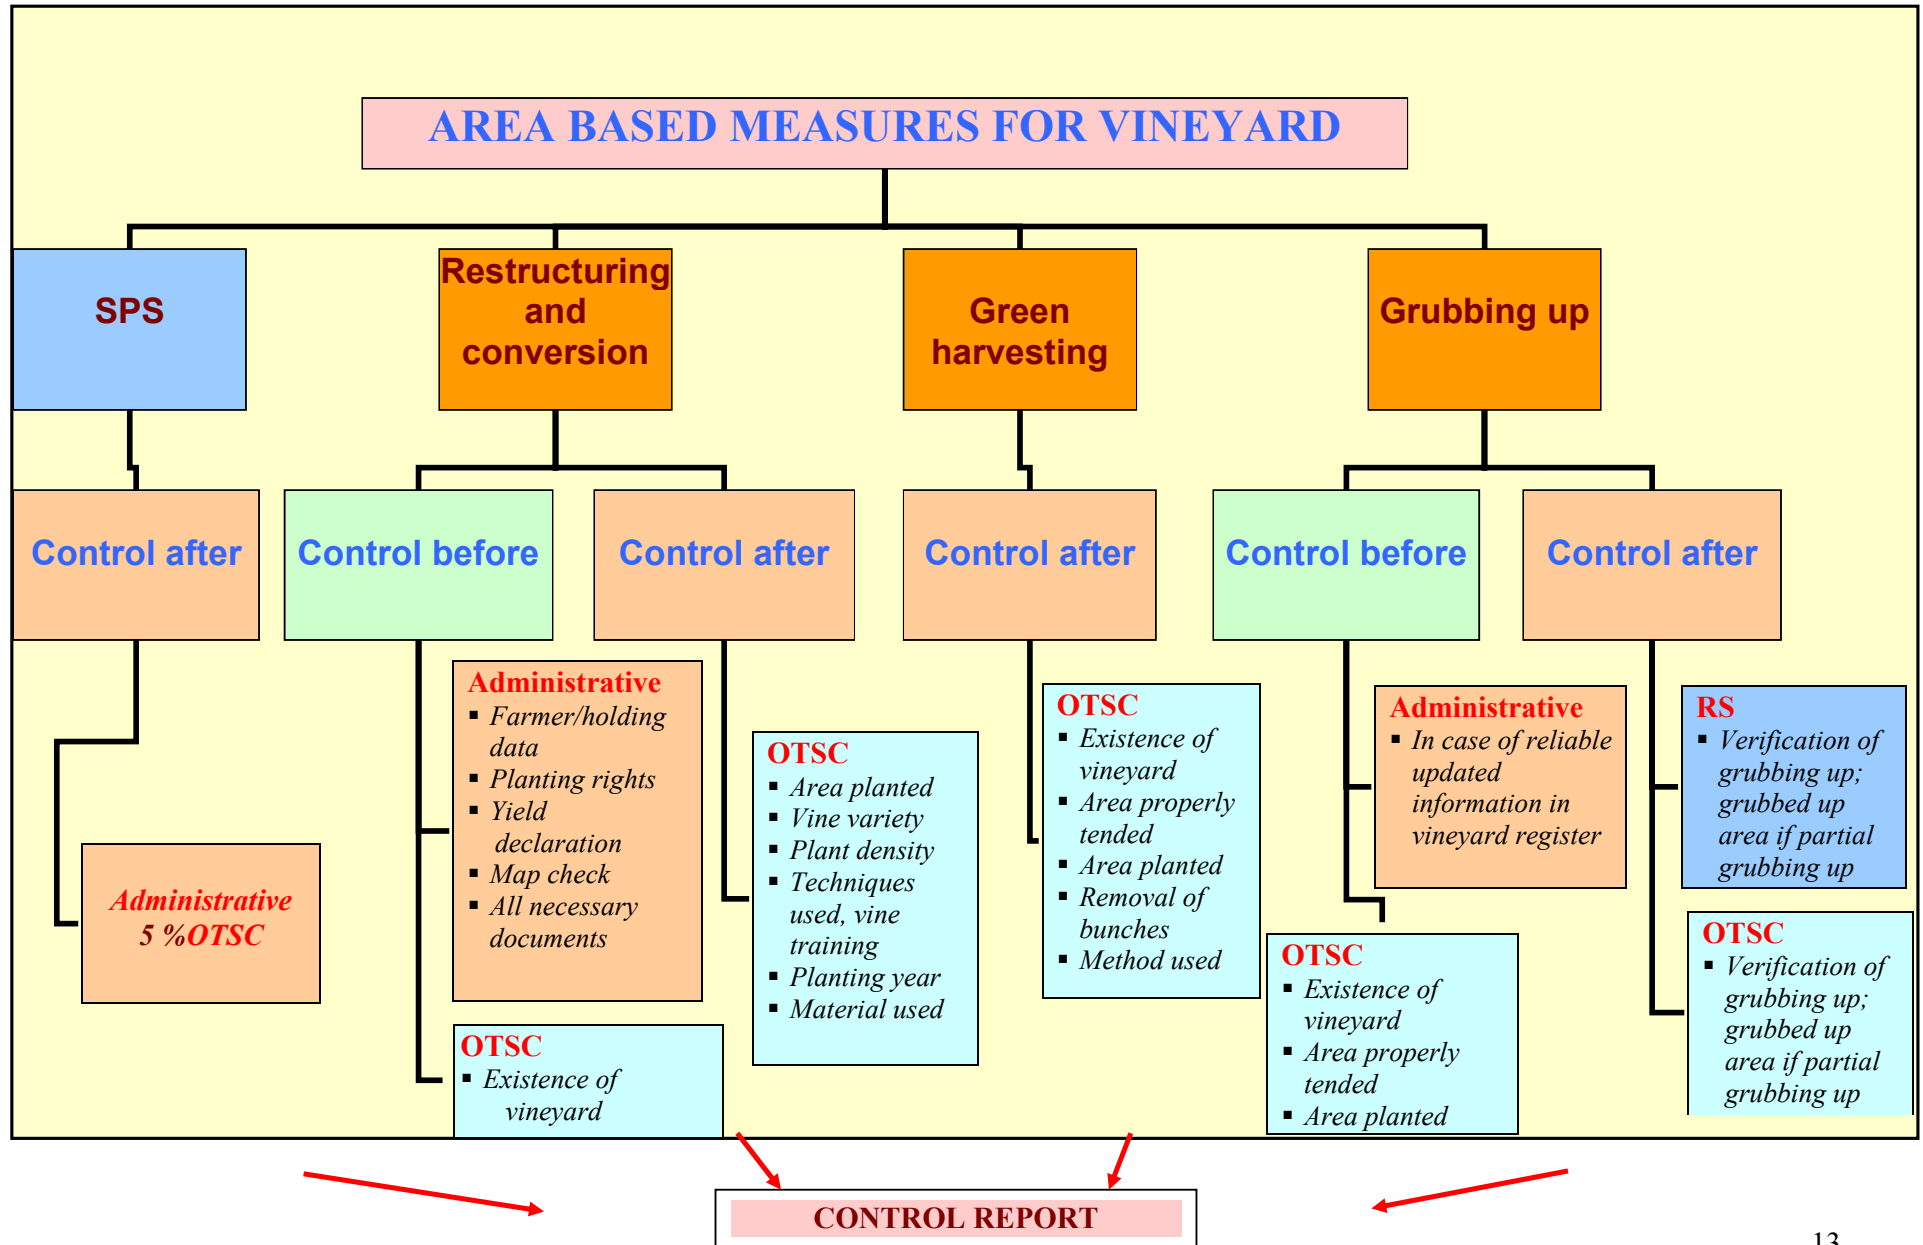 AREA BASED MEASURES FOR VINEYARD
SPS
Restructuring
and
conversion
Green
harvesting
Grubbing up
Control after
Control before
Control after
Control after
Control before
Control after
Administrative
5 %OTSC
Administrative
▪ Farmer/holding
data
▪ Planting rights
▪ Yield
declaration
▪ Map check
▪ All necessary
documents
OTSC
▪ Existence of
vineyard
OTSC
▪ Area planted
▪ Vine variety
▪ Plant density
▪ Techniques
used, vine
training
▪ Planting year
▪ Material used
OTSC
▪ Existence of
vineyard
▪ Area properly
tended
▪ Area planted
▪ Removal of
bunches
▪ Method used
Administrative
▪ In case of reliable
updated
information in
vineyard register
OTSC
▪ Existence of
vineyard
▪ Area properly
tended
▪ Area planted
RS
▪ Verification of
grubbing up;
grubbed up
area if partial
grubbing up
OTSC
▪ Verification of
grubbing up;
grubbed up
area if partial
grubbing up
CONTROL REPORT
13